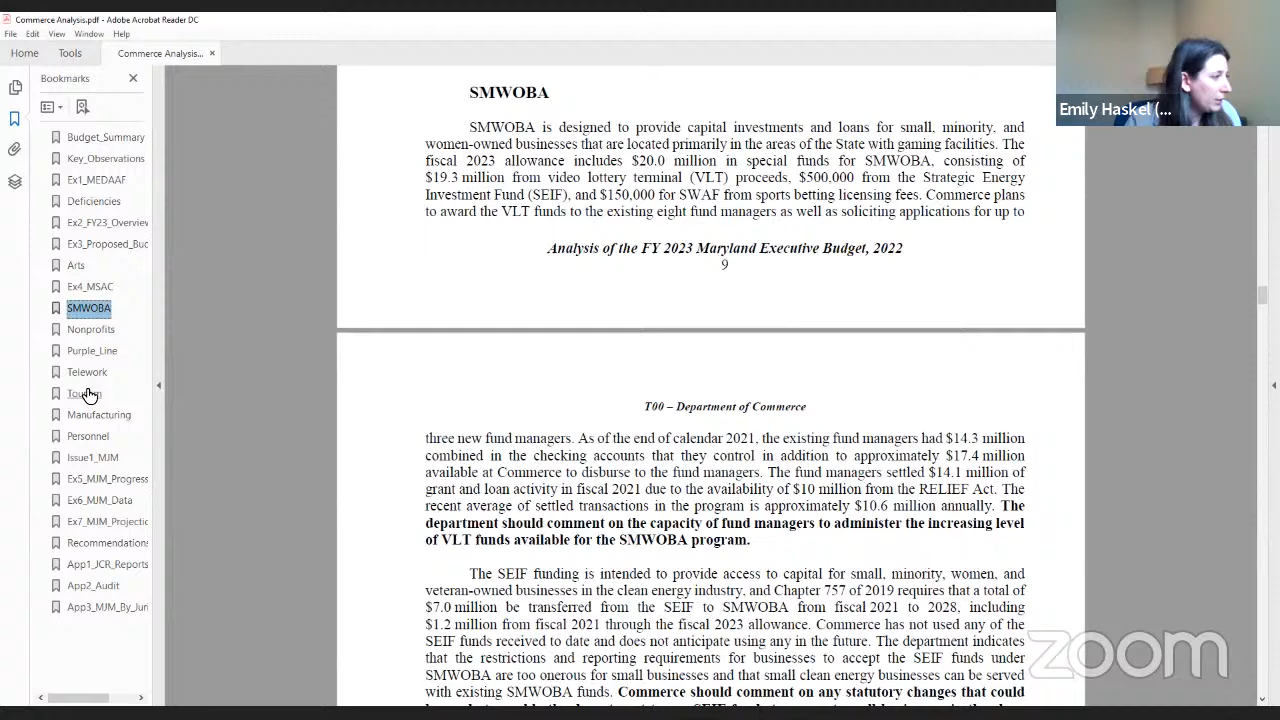 Commerce Analysis.pdf - Adobe Acrobat Reader DC
File Edit View Window Help
Home Tools Commerce Analysis... ×
Bookmarks
Budget_Summary
Key_Observations
Ex1_MEDAAF
Deficiences
Ex2_FY23_Overview
Ex3_Proposed_Buc
Arts
Ex4_MSAC
SMWOBA
Nonprofits
Purple_Line
Telework
Tourism
Manufacturing
Personnel
Issue1_MJM
Ex5_MJM_Progress
Ex6_MJM_Data
Ex7_MJM_Projectic
Recommendations
App1_JCR_Reports
App2_Audit
App3_MJM_By_Juri
SMWOBA
SMWOBA is designed to provide capital investments and loans for small, minority, and
women-owned businesses that are located primarily in the areas of the State with gaming facilities. The
fiscal 2023 allowance includes $20.0 million in special funds for SMWOBA, consisting of
$19.3 million from video lottery terminal (VLT) proceeds, $500,000 from the Strategic Energy
Investment Fund (SEIF), and $150,000 for SWAF from sports betting licensing fees. Commerce plans
to award the VLT funds to the existing eight fund managers as well as soliciting applications for up to
Analysis of the FY 2023 Maryland Executive Budget, 2022
9
T00 – Department of Commerce
three new fund managers. As of the end of calendar 2021, the existing fund managers had $14.3 million
combined in the checking accounts that they control in addition to approximately $17.4 million
available at Commerce to disburse to the fund managers. The fund managers settled $14.1 million of
grant and loan activity in fiscal 2021 due to the availability of $10 million from the RELIEF Act. The
recent average of settled transactions in the program is approximately $10.6 million annually. The
department should comment on the capacity of fund managers to administer the increasing level
of VLT funds available for the SMWOBA program.
The SEIF funding is intended to provide access to capital for small, minority, women, and
veteran-owned businesses in the clean energy industry, and Chapter 757 of 2019 requires that a total of
$7.0 million be transferred from the SEIF to SMWOBA from fiscal 2021 to 2028, including
$1.2 million from fiscal 2021 through the fiscal 2023 allowance. Commerce has not used any of the
SEIF funds received to date and does not anticipate using any in the future. The department indicates
that the restrictions and reporting requirements for businesses to accept the SEIF funds under
SMWOBA are too onerous for small businesses and that small clean energy businesses can be served
with existing SMWOBA funds. Commerce should comment on any statutory changes that could
Emily Haskel (...
zoom